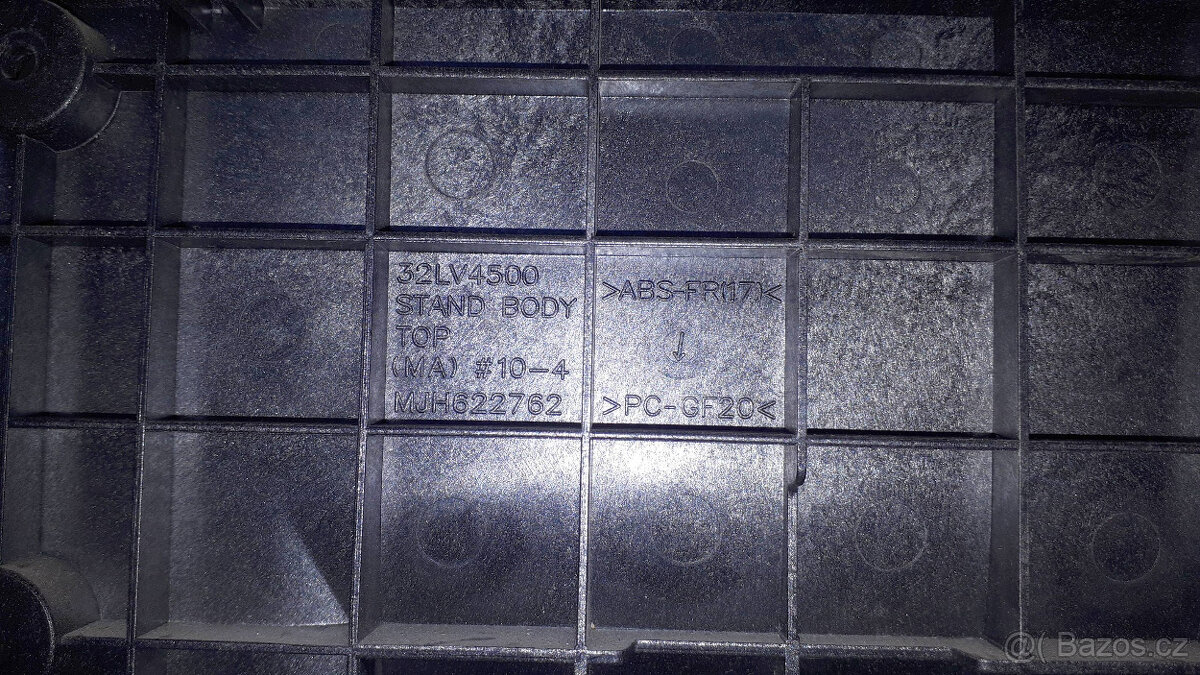 32LV4500
STAND BODY
TOP
(MA) #10-4
MJH622762
>ABS-FR(17)<
↓
>PC-GF20<
@( Bazos.cz